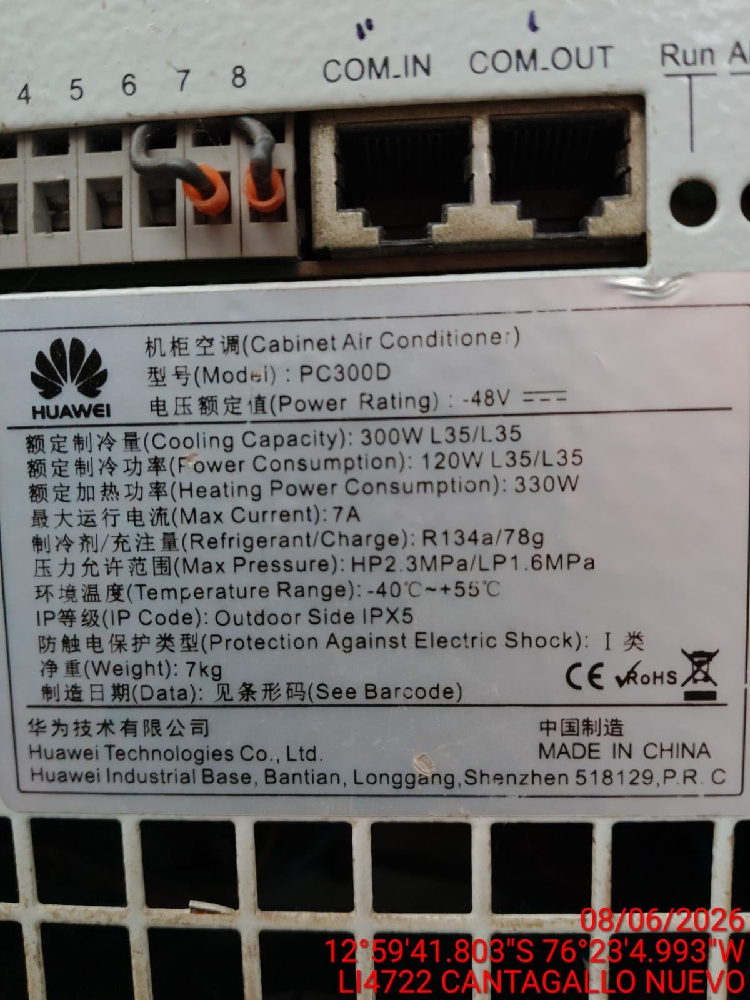 COM_IN COM_OUT Run
4 5 6 7 8
HUAWEI
机柜空调(Cabinet Air Conditioner)
型号(Model) : PC300D
电压额定值(Power Rating) : -48V
额定制冷量(Cooling Capacity): 300W L35/L35
额定制冷功率(Power Consumption): 120W L35/L35
额定加热功率(Heating Power Consumption): 330W
最大运行电流(Max Current): 7A
制冷剂/充注量(Refrigerant/Charge): R134a/78g
压力允许范围(Max Pressure): HP2.3MPa/LP1.6MPa
环境温度(Temperature Range): -40℃~+55℃
IP等级(IP Code): Outdoor Side IPX5
防触电保护类型(Protection Against Electric Shock): I 类
净重(Weight): 7kg
制造日期(Data): 见条形码(See Barcode)
CE RoHS
华为技术有限公司
Huawei Technologies Co., Ltd.
中国制造
MADE IN CHINA
Huawei Industrial Base, Bantian, Longgang,Shenzhen 518129,P.R. C
08/06/2026
12°59'41.803"S 76°23'4.993"W
LI4722 CANTAGALLO NUEVO